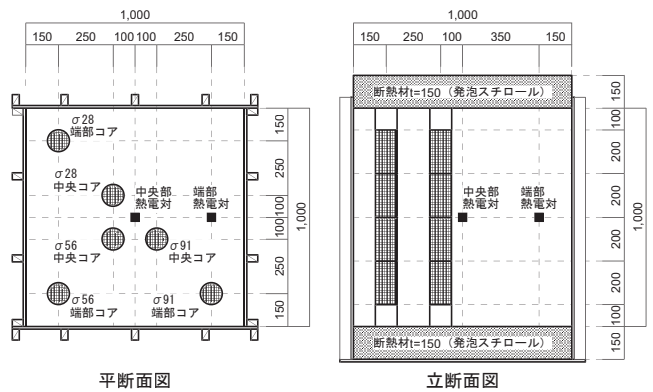 1,000
150 250 100 100 250 150
σ28
端部コア
σ28
中央コア
中央部
熱電対
端部
熱電対
σ56
中央コア
σ91
中央コア
σ56
端部コア
σ91
端部コア
150
250
100
100
250
150
1,000
平断面図
1,000
150 250 100 350 150
断熱材t=150（発泡スチロール）
中央部
熱電対
端部
熱電対
断熱材t=150（発泡スチロール）
150
100
200
200
200
200
100
150
1,000
立断面図